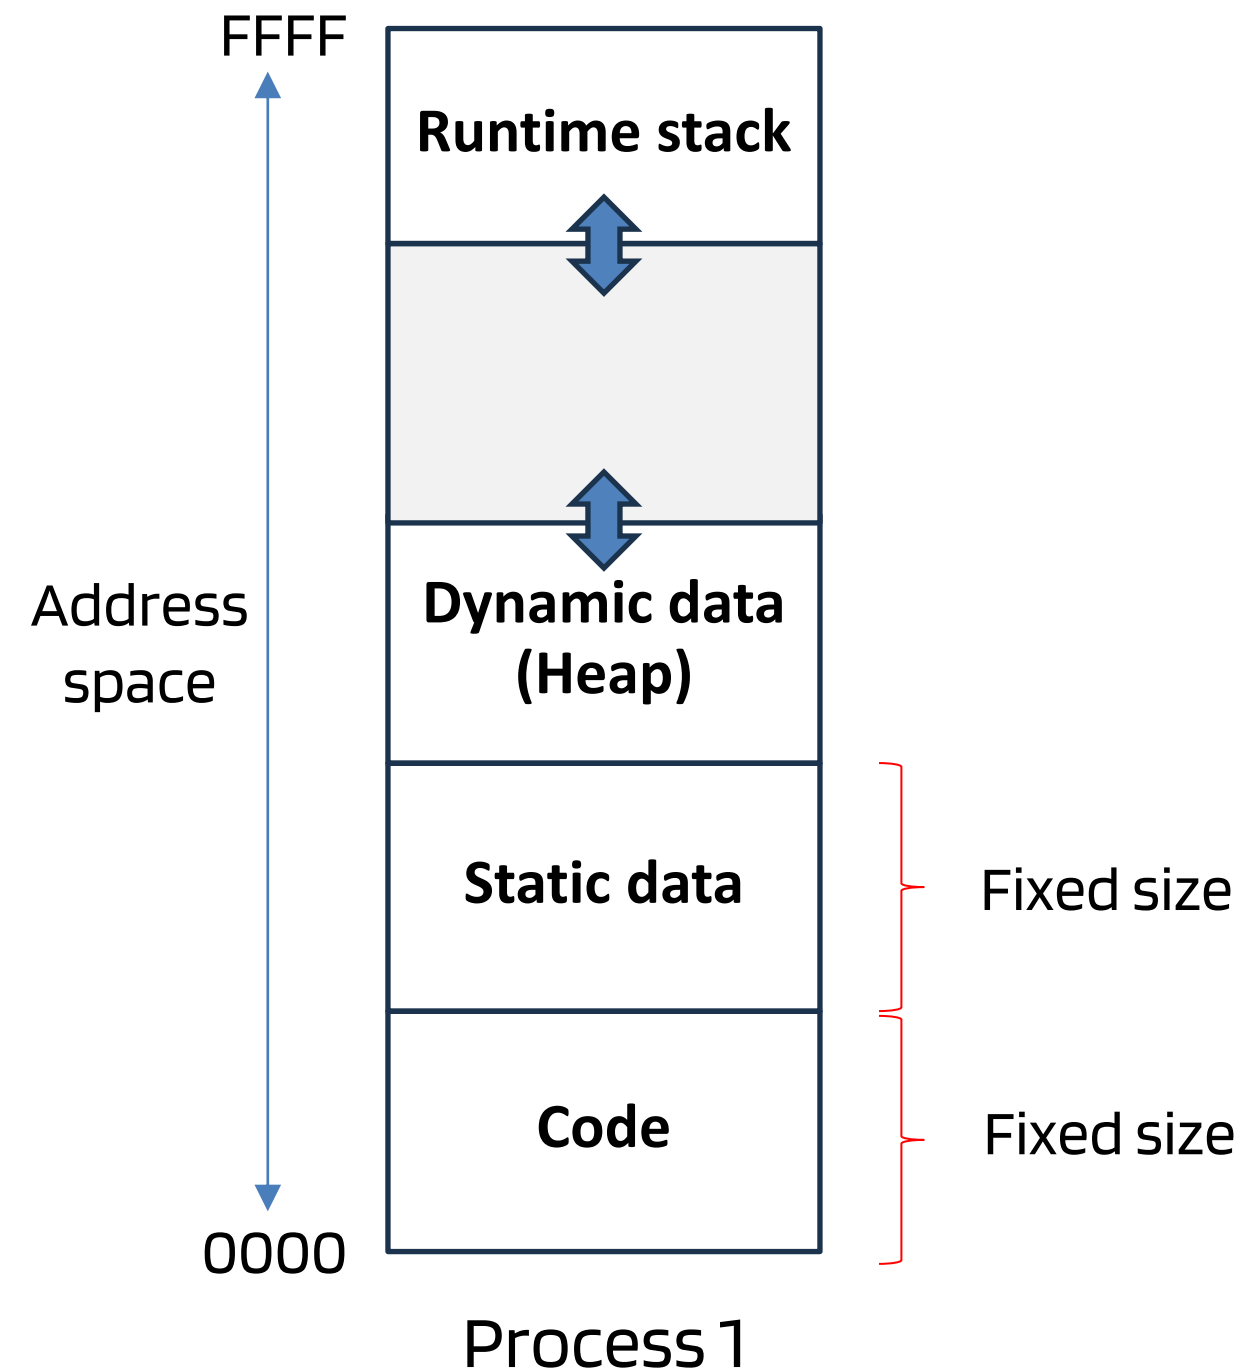 FFFF
Runtime stack
Dynamic data
(Heap)
Address
space
Static data
Fixed size
Code
Fixed size
0000
Process 1